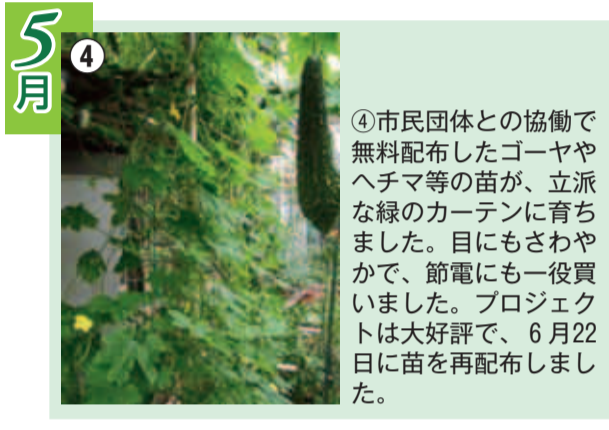 5
月
④
④市民団体との協働で
無料配布したゴーヤや
ヘチマ等の苗が、立派
な緑のカーテンに育ち
ました。目にもさわや
かで、節電にも一役買
いました。プロジェク
トは大好評で、6月22
日に苗を再配布しまし
た。